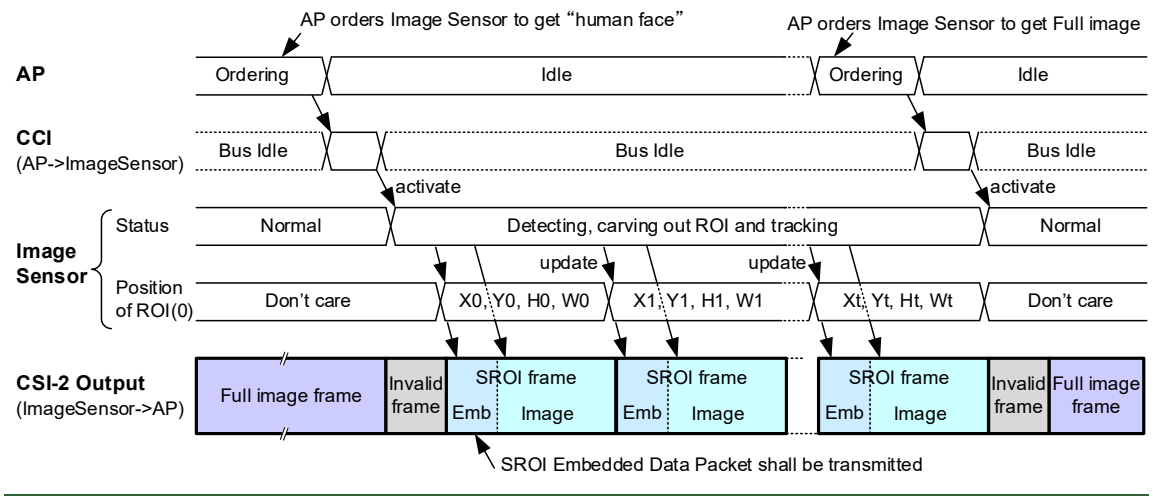 AP orders Image Sensor to get “human face”
AP orders Image Sensor to get Full image
AP
Ordering
Idle
Ordering
Idle
CCI
(AP->ImageSensor)
Bus Idle
Bus Idle
Bus Idle
activate
activate
Image
Sensor
Status
Normal
Detecting, carving out ROI and tracking
Normal
update
update
Position
of ROI(0)
Don’t care
X0, Y0, H0, W0
X1, Y1, H1, W1
Xt, Yt, Ht, Wt
Don’t care
CSI-2 Output
(ImageSensor->AP)
Full image frame
Invalid
frame
SROI frame
Emb
Image
SROI frame
Emb
Image
SROI frame
Emb
Image
Invalid
frame
Full image
frame
SROI Embedded Data Packet shall be transmitted